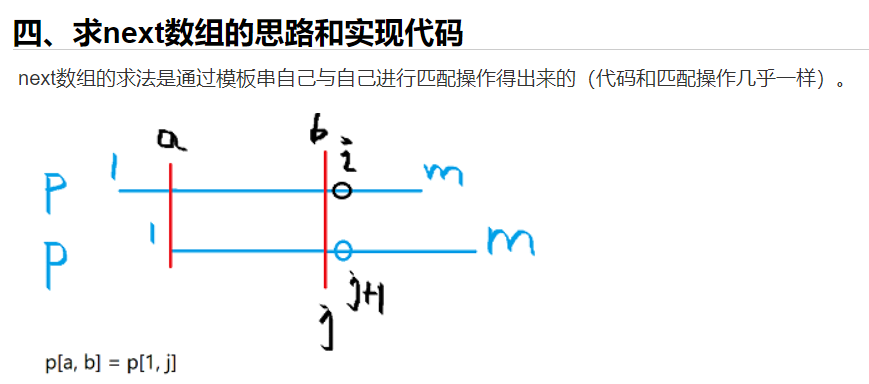 四、求next数组的思路和实现代码
next数组的求法是通过模板串自己与自己进行匹配操作得出来的（代码和匹配操作几乎一样）。
a b
i
P 1 m
P 1 m
j j+1
p[a, b] = p[1, j]